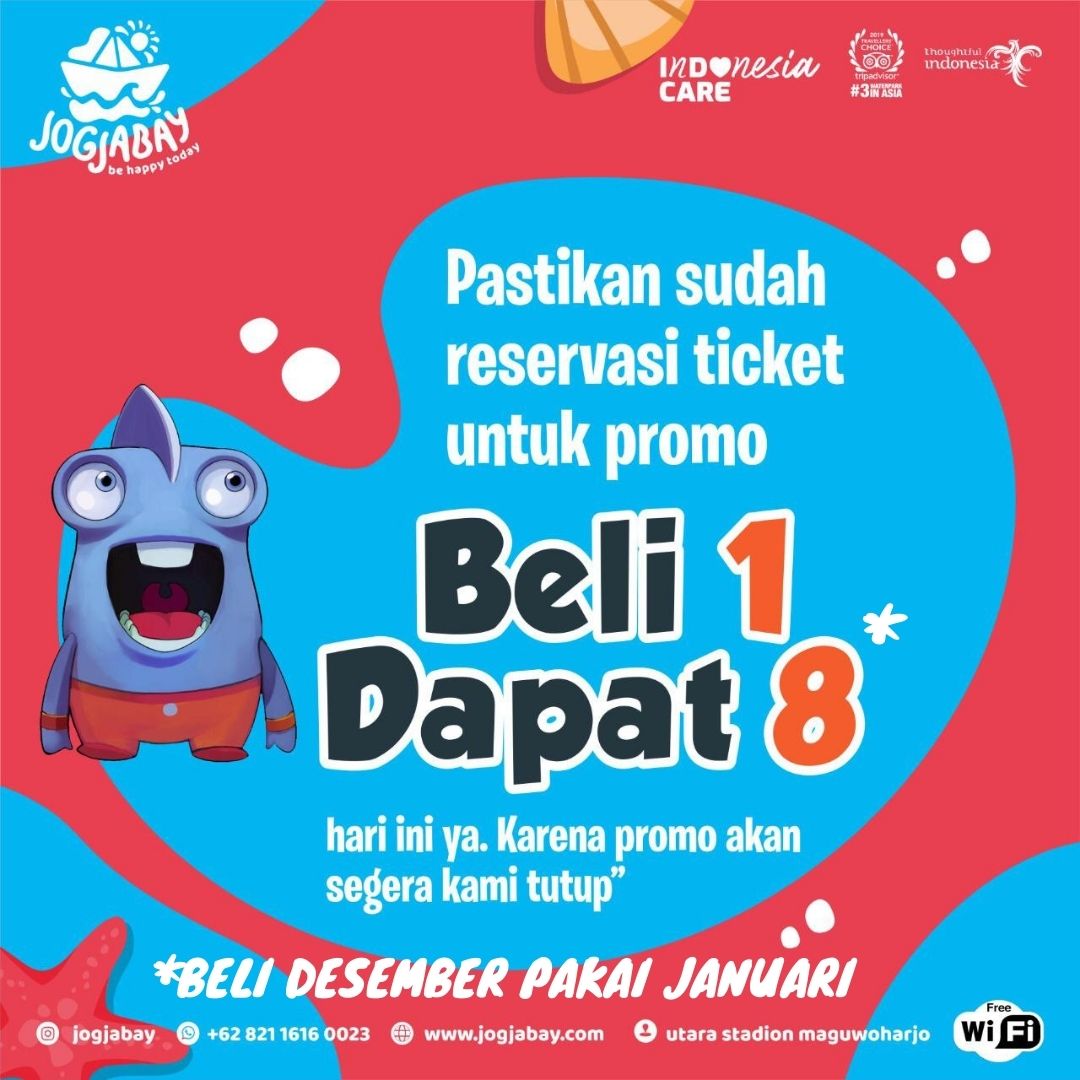 JOGJABAY
be happy today
INDONesia
CARE
2019
TRAVELLERS'
CHOICE
tripadvisor
#3 WATERPARK IN ASIA
thoughtful
indonesia
Pastikan sudah
reservasi ticket
untuk promo
Beli 1
Dapat 8*
hari ini ya. Karena promo akan
segera kami tutup”
*BELI DESEMBER PAKAI JANUARI
jogjabay +62 821 1616 0023 www.jogjabay.com utara stadion maguwoharjo
Free
WiFi